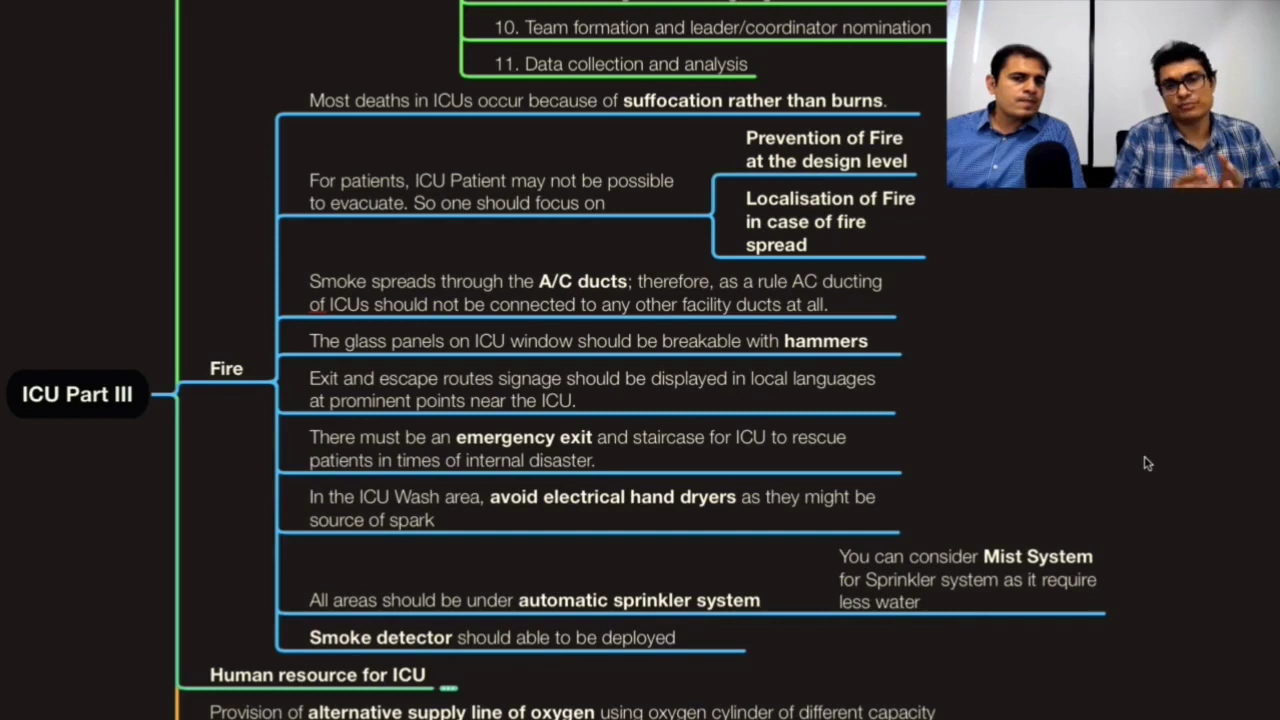 10. Team formation and leader/coordinator nomination
11. Data collection and analysis
Most deaths in ICUs occur because of suffocation rather than burns.
For patients, ICU Patient may not be possible
to evacuate. So one should focus on
Prevention of Fire
at the design level
Localisation of Fire
in case of fire
spread
Smoke spreads through the A/C ducts; therefore, as a rule AC ducting
of ICUs should not be connected to any other facility ducts at all.
The glass panels on ICU window should be breakable with hammers
Exit and escape routes signage should be displayed in local languages
at prominent points near the ICU.
There must be an emergency exit and staircase for ICU to rescue
patients in times of internal disaster.
In the ICU Wash area, avoid electrical hand dryers as they might be
source of spark
All areas should be under automatic sprinkler system
You can consider Mist System
for Sprinkler system as it require
less water
Smoke detector should able to be deployed
Fire
ICU Part III
Human resource for ICU
Provision of alternative supply line of oxygen using oxygen cylinder of different capacity